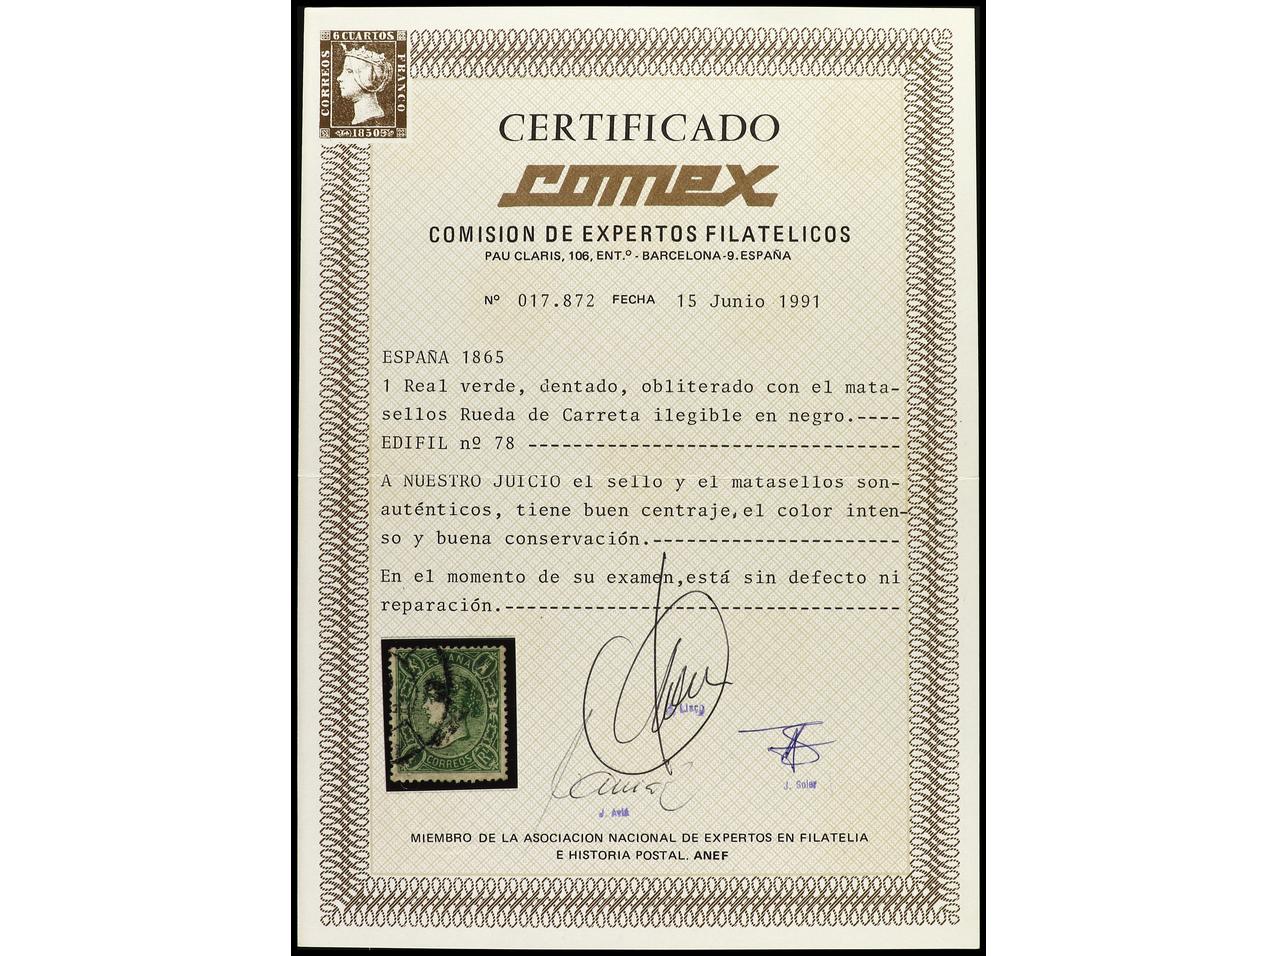 6 CUARTOS
CORREOS
FRANCO
1850
CERTIFICADO
comex
COMISION DE EXPERTOS FILATELICOS
PAU CLARIS, 106, ENT.º - BARCELONA-9. ESPAÑA
Nº 017.872 FECHA 15 Junio 1991
ESPAÑA 1865
1 Real verde, dentado, obliterado con el mata-
sellos Rueda de Carreta ilegible en negro.----
EDIFIL nº 78 ---------------------------------
A NUESTRO JUICIO el sello y el matasellos son-
auténticos, tiene buen centraje,el color inten-
so y buena conservación.----------------------
En el momento de su examen,está sin defecto ni
reparación.-----------------------------------
ESPAÑA
CORREOS
J. Avià
J. Soler
MIEMBRO DE LA ASOCIACION NACIONAL DE EXPERTOS EN FILATELIA
E HISTORIA POSTAL. ANEF